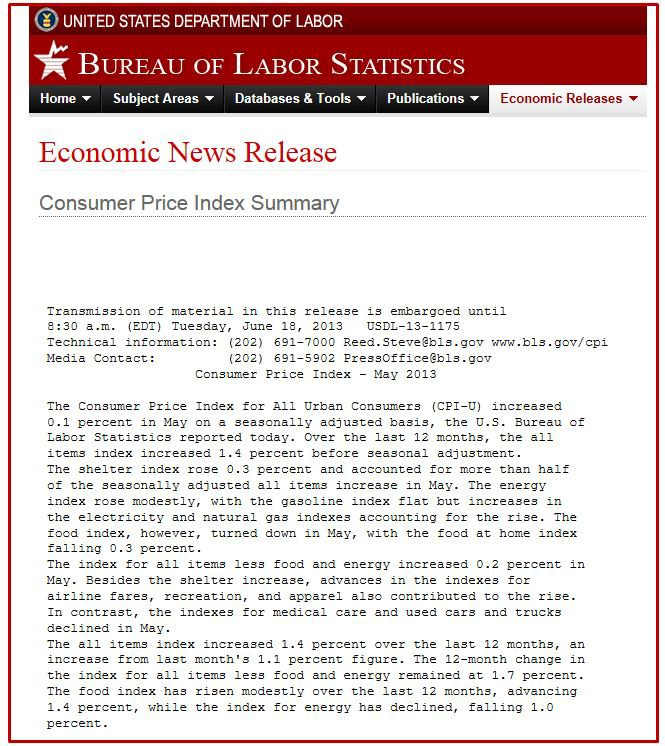 UNITED STATES DEPARTMENT OF LABOR
BUREAU OF LABOR STATISTICS
Home Subject Areas Databases & Tools Publications Economic Releases
Economic News Release
Consumer Price Index Summary
Transmission of material in this release is embargoed until
8:30 a.m. (EDT) Tuesday, June 18, 2013 USDL-13-1175
Technical information: (202) 691-7000 Reed.Steve@bls.gov www.bls.gov/cpi
Media Contact: (202) 691-5902 PressOffice@bls.gov
Consumer Price Index - May 2013
The Consumer Price Index for All Urban Consumers (CPI-U) increased
0.1 percent in May on a seasonally adjusted basis, the U.S. Bureau of
Labor Statistics reported today. Over the last 12 months, the all
items index increased 1.4 percent before seasonal adjustment.
The shelter index rose 0.3 percent and accounted for more than half
of the seasonally adjusted all items increase in May. The energy
index rose modestly, with the gasoline index flat but increases in
the electricity and natural gas indexes accounting for the rise. The
food index, however, turned down in May, with the food at home index
falling 0.3 percent.
The index for all items less food and energy increased 0.2 percent in
May. Besides the shelter increase, advances in the indexes for
airline fares, recreation, and apparel also contributed to the rise.
In contrast, the indexes for medical care and used cars and trucks
declined in May.
The all items index increased 1.4 percent over the last 12 months, an
increase from last month's 1.1 percent figure. The 12-month change in
the index for all items less food and energy remained at 1.7 percent.
The food index has risen modestly over the last 12 months, advancing
1.4 percent, while the index for energy has declined, falling 1.0
percent.